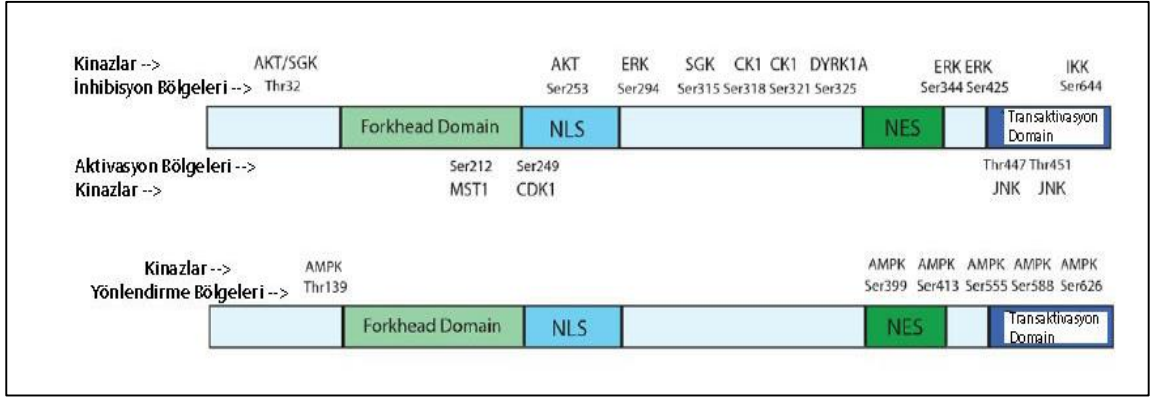 Kinazlar --> AKT/SGK AKT ERK SGK CK1 CK1 DYRK1A ERK ERK IKK
İnhibisyon Bölgeleri --> Thr32 Ser253 Ser294 Ser315 Ser318 Ser321 Ser325 Ser344 Ser425 Ser644
Forkhead Domain NLS NES Transaktivasyon
Domain
Aktivasyon Bölgeleri --> Ser212 Ser249 Thr447 Thr451
Kinazlar --> MST1 CDK1 JNK JNK
Kinazlar --> AMPK AMPK AMPK AMPK AMPK AMPK
Yönlendirme Bölgeleri --> Thr139 Ser399 Ser413 Ser555 Ser588 Ser626
Forkhead Domain NLS NES Transaktivasyon
Domain